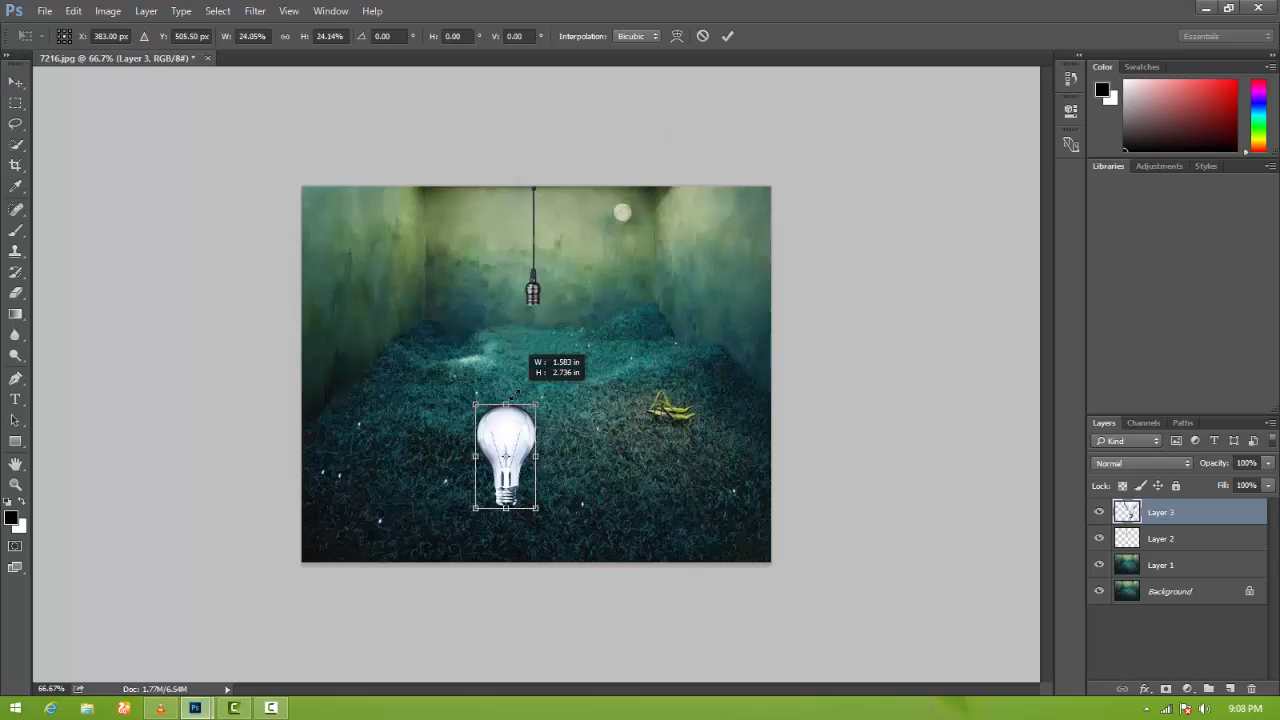 Ps File Edit Image Layer Type Select Filter View Window Help
X: 383.00 px Y: 505.50 px W: 24.05% H: 24.14% 0.00 ° H: 0.00 ° V: 0.00 ° Interpolation: Bicubic Essentials
7216.jpg @ 66.7% (Layer 3, RGB/8#) * ×
Color Swatches
Libraries Adjustments Styles
W: 1.583 in
H: 2.736 in
Layers Channels Paths
Kind
Normal Opacity: 100%
Lock: Fill: 100%
Layer 3
Layer 2
Layer 1
Background
66.67% Doc: 1.77M/6.54M
Ps 9:08 PM